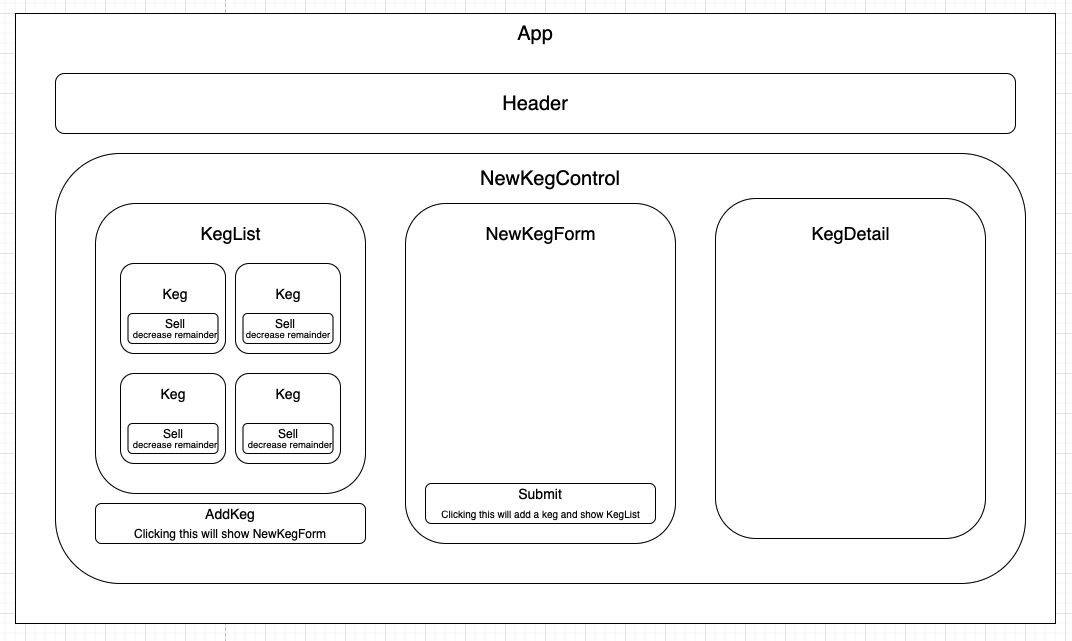 App
Header
NewKegControl
KegList
Keg
Sell
decrease remainder
Keg
Sell
decrease remainder
Keg
Sell
decrease remainder
Keg
Sell
decrease remainder
AddKeg
Clicking this will show NewKegForm
NewKegForm
Submit
Clicking this will add a keg and show KegList
KegDetail